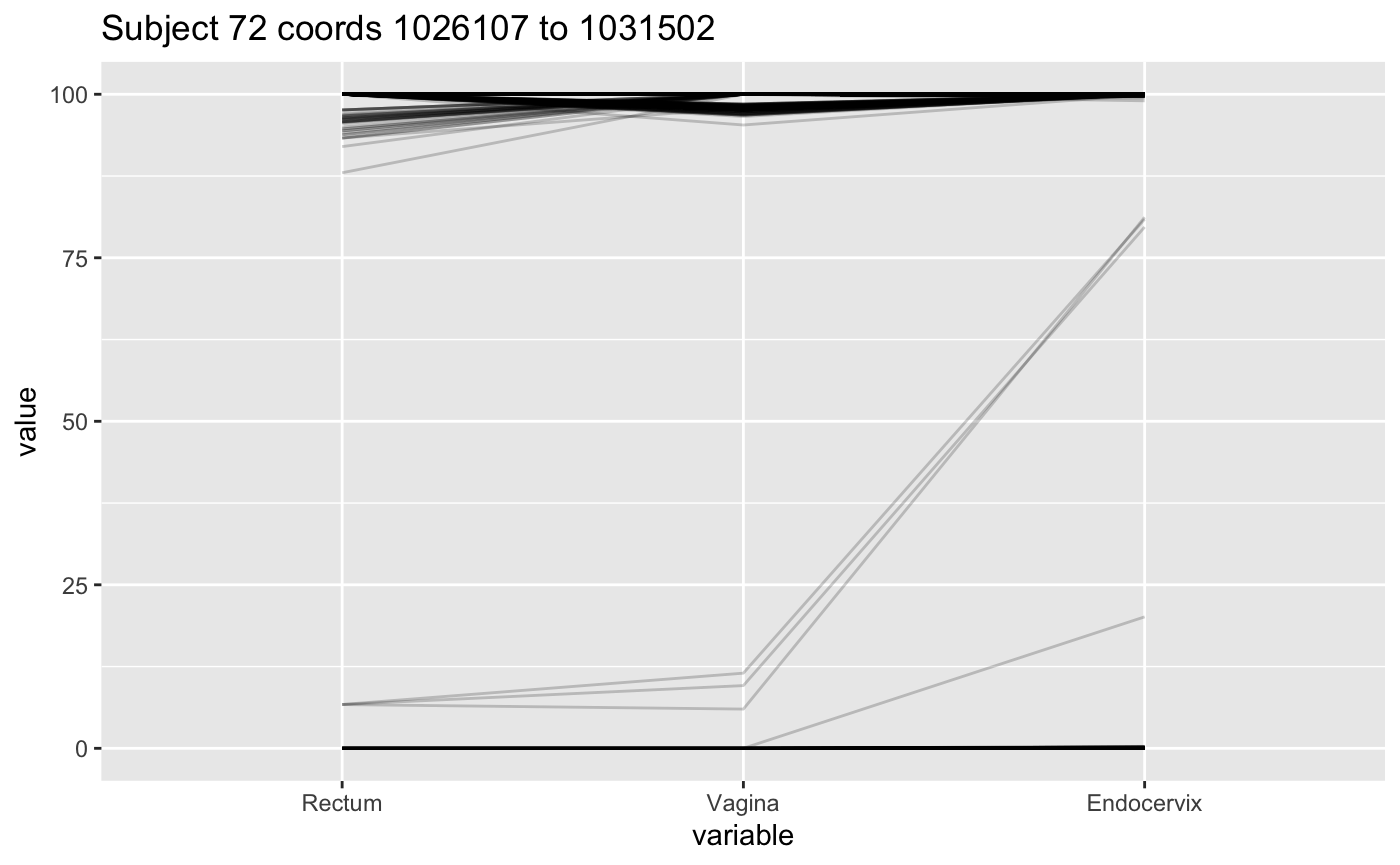 Subject 72 coords 1026107 to 1031502
100
75
50
25
0
value
Rectum Vagina Endocervix
variable